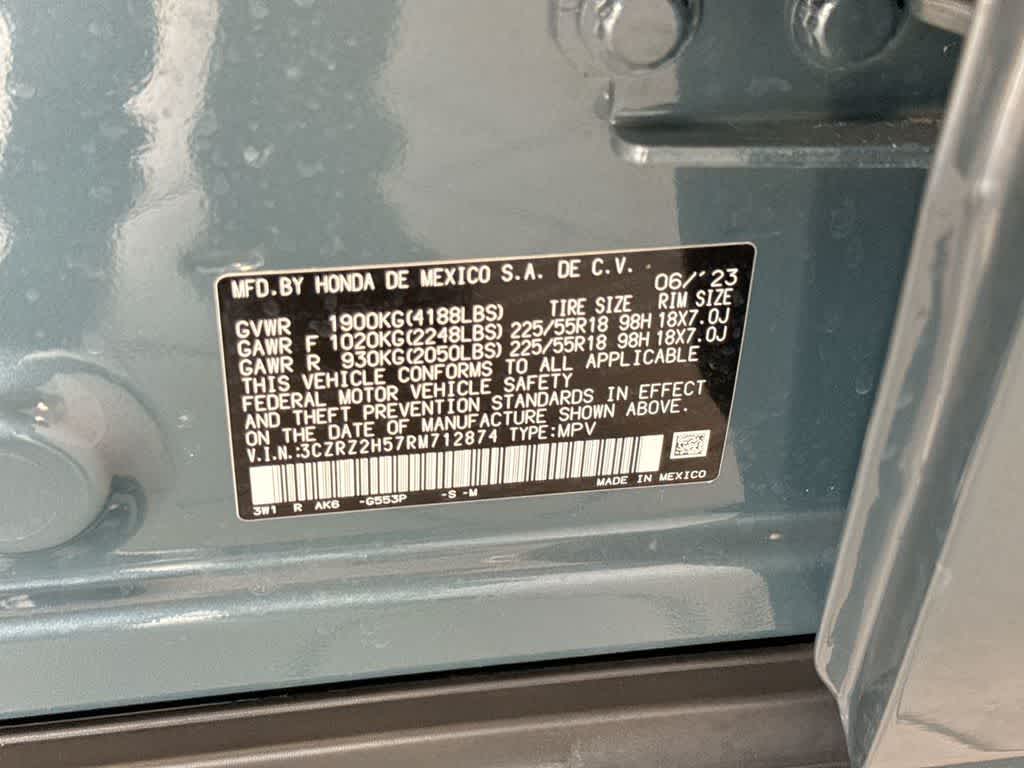 MFD.BY HONDA DE MEXICO S.A. DE C.V. 06/'23
TIRE SIZE RIM SIZE
GVWR 1900KG(4188LBS)
GAWR F 1020KG(2248LBS) 225/55R18 98H 18X7.0J
GAWR R 930KG(2050LBS) 225/55R18 98H 18X7.0J
THIS VEHICLE CONFORMS TO ALL APPLICABLE
FEDERAL MOTOR VEHICLE SAFETY
AND THEFT PREVENTION STANDARDS IN EFFECT
ON THE DATE OF MANUFACTURE SHOWN ABOVE.
V.I.N.:3CZRZ2H57RM712874 TYPE:MPV
MADE IN MEXICO
3W1 R AK6 -G553P -S -M